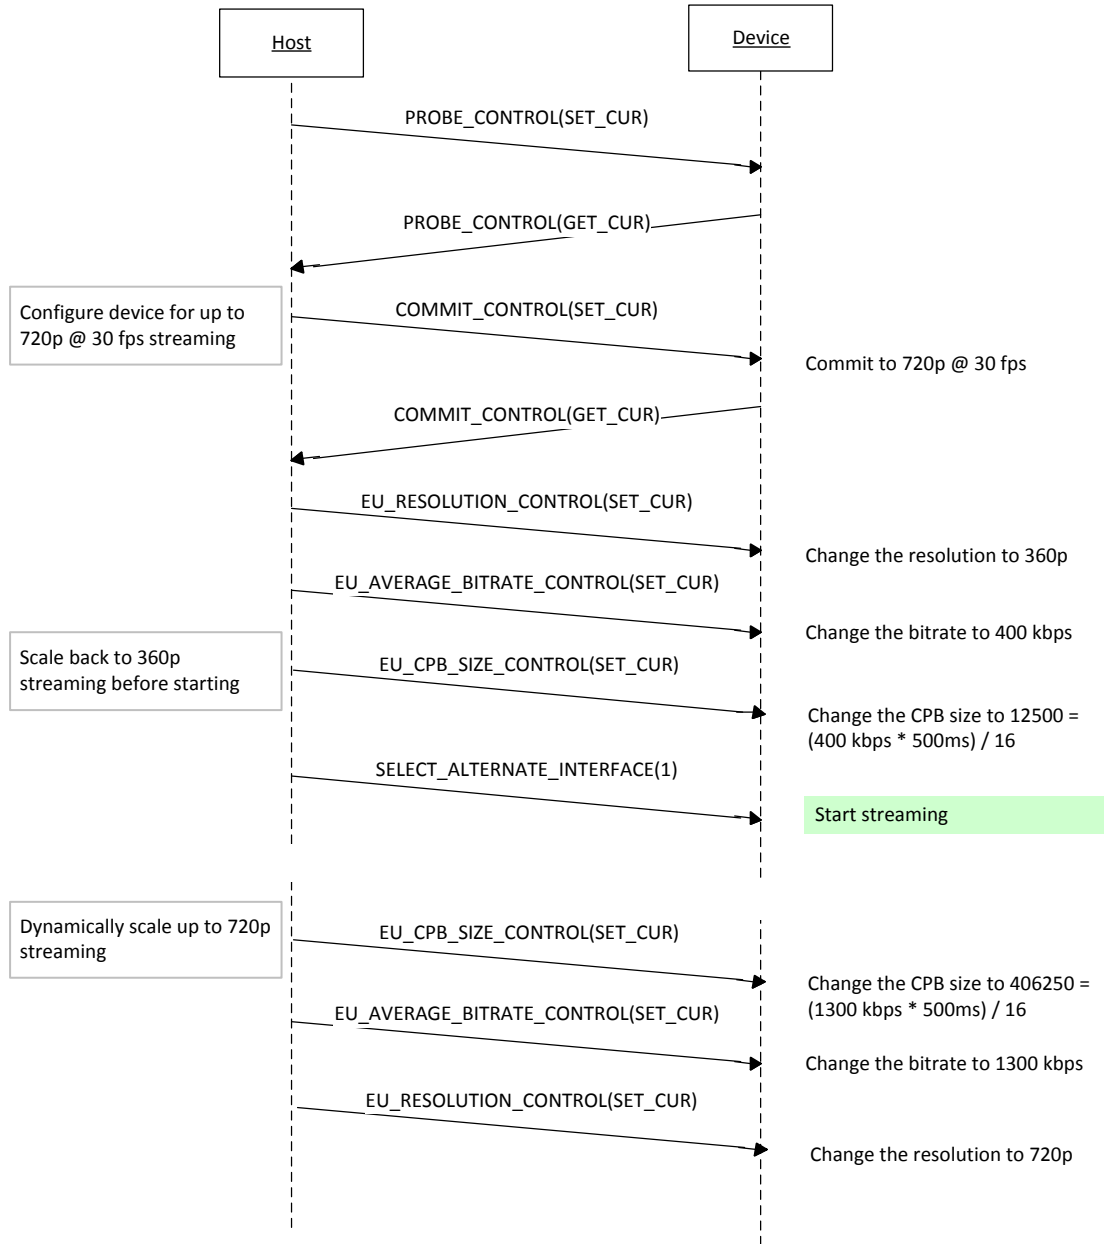 Host
Device
PROBE_CONTROL(SET_CUR)
PROBE_CONTROL(GET_CUR)
Configure device for up to
720p @ 30 fps streaming
COMMIT_CONTROL(SET_CUR)
Commit to 720p @ 30 fps
COMMIT_CONTROL(GET_CUR)
EU_RESOLUTION_CONTROL(SET_CUR)
Change the resolution to 360p
EU_AVERAGE_BITRATE_CONTROL(SET_CUR)
Change the bitrate to 400 kbps
Scale back to 360p
streaming before starting
EU_CPB_SIZE_CONTROL(SET_CUR)
Change the CPB size to 12500 =
(400 kbps * 500ms) / 16
SELECT_ALTERNATE_INTERFACE(1)
Start streaming
Dynamically scale up to 720p
streaming
EU_CPB_SIZE_CONTROL(SET_CUR)
Change the CPB size to 406250 =
(1300 kbps * 500ms) / 16
EU_AVERAGE_BITRATE_CONTROL(SET_CUR)
Change the bitrate to 1300 kbps
EU_RESOLUTION_CONTROL(SET_CUR)
Change the resolution to 720p